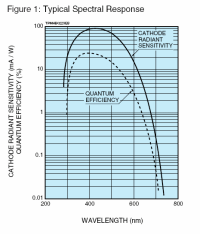 Figure 1: Typical Spectral Response
100
CATHODE
RADIANT
SENSITIVITY
10
QUANTUM
EFFICIENCY
1
0.1
0.01
200
400
600
800
CATHODE RADIANT SENSITIVITY (mA / W)
QUANTUM EFFICIENCY (%)
WAVELENGTH (nm)